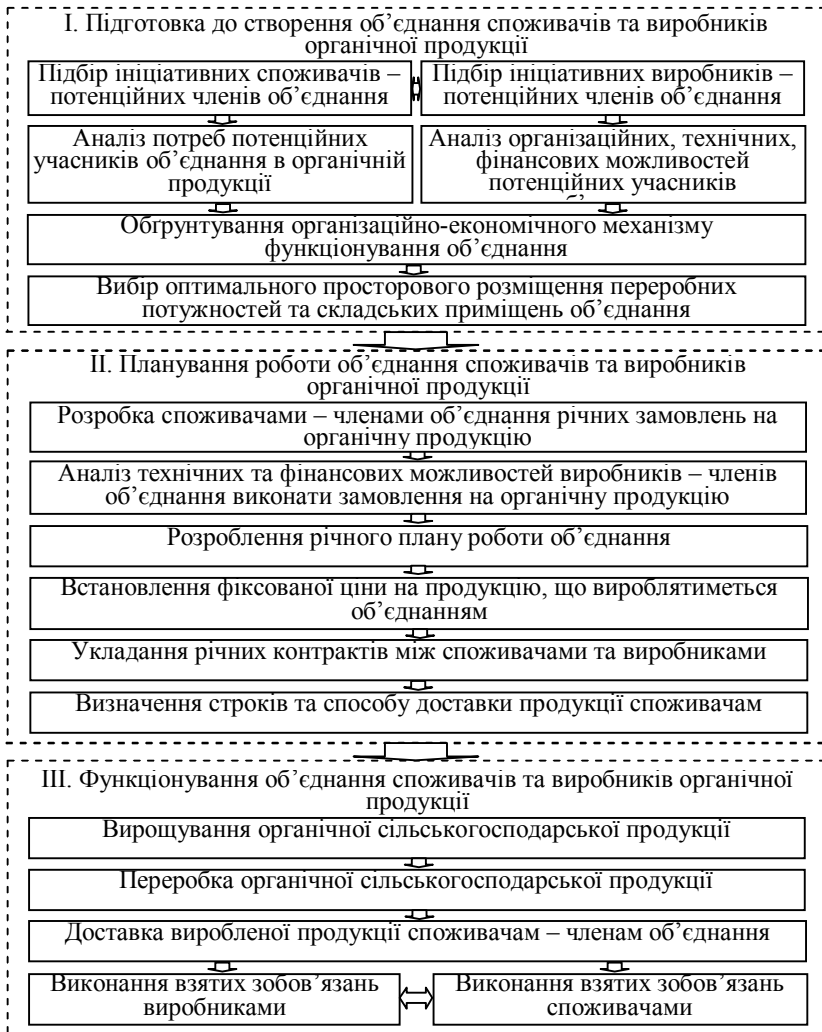 І. Підготовка до створення об’єднання споживачів та виробників
органічної продукції
Підбір ініціативних споживачів –
потенційних членів об’єднання
Підбір ініціативних виробників –
потенційних членів об’єднання
Аналіз потреб потенційних
учасників об’єднання в органічній
продукції
Аналіз організаційних, технічних,
фінансових можливостей
потенційних учасників
Обґрунтування організаційно-економічного механізму
функціонування об’єднання
Вибір оптимального просторового розміщення переробних
потужностей та складських приміщень об’єднання
ІІ. Планування роботи об’єднання споживачів та виробників
органічної продукції
Розробка споживачами – членами об’єднання річних замовлень на
органічну продукцію
Аналіз технічних та фінансових можливостей виробників – членів
об’єднання виконати замовлення на органічну продукцію
Розроблення річного плану роботи об’єднання
Встановлення фіксованої ціни на продукцію, що вироблятиметься
об’єднанням
Укладання річних контрактів між споживачами та виробниками
Визначення строків та способу доставки продукції споживачам
ІІІ. Функціонування об’єднання споживачів та виробників органічної
продукції
Вирощування органічної сільськогосподарської продукції
Переробка органічної сільськогосподарської продукції
Доставка виробленої продукції споживачам – членам об’єднання
Виконання взятих зобов’язань
виробниками
Виконання взятих зобов’язань
споживачами